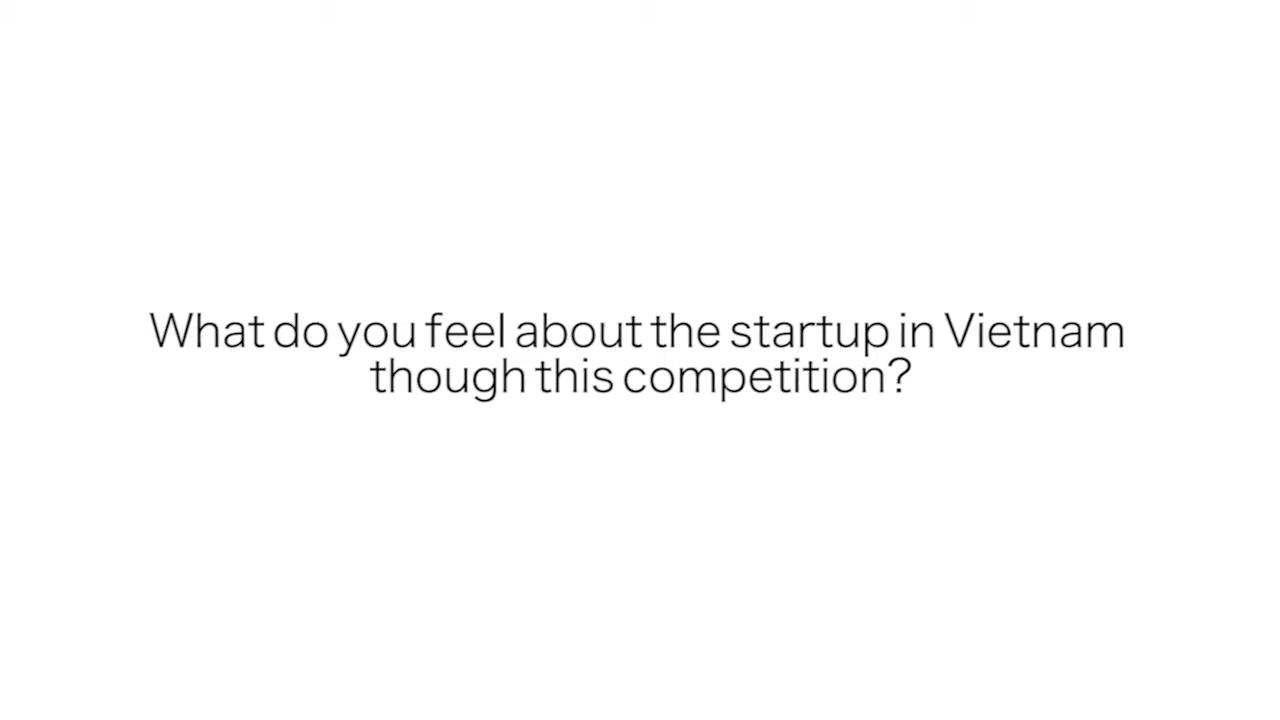 What do you feel about the startup in Vietnam
though this competition?